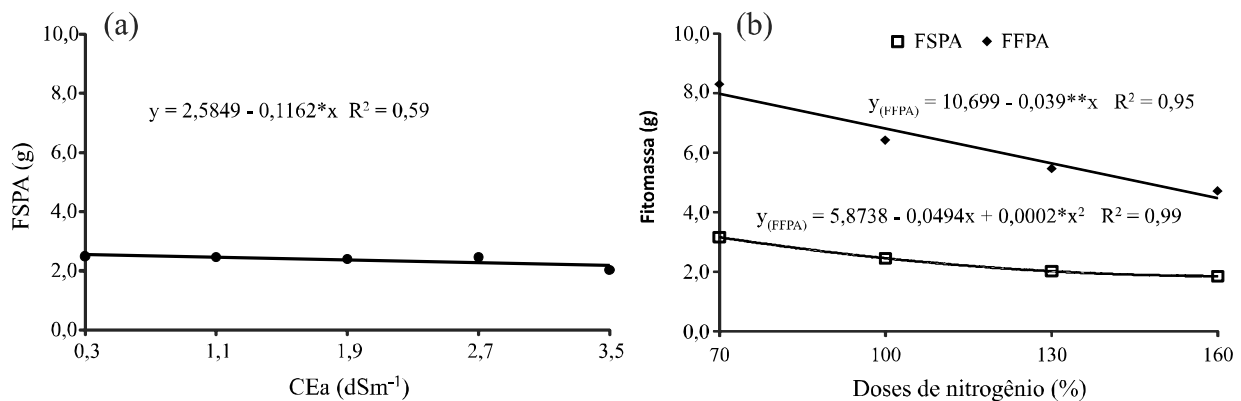 (a)
10,0
8,0
6,0
4,0
2,0
0,0
FSPA (g)
y = 2,5849 - 0,1162*x R² = 0,59
0,3 1,1 1,9 2,7 3,5
CEa (dSm⁻¹)
(b)
FSPA FFPA
10,0
8,0
6,0
4,0
2,0
0,0
Fitomassa (g)
y(FFPA) = 10,699 - 0,039**x R² = 0,95
y(FFPA) = 5,8738 - 0,0494x + 0,0002*x² R² = 0,99
70 100 130 160
Doses de nitrogênio (%)